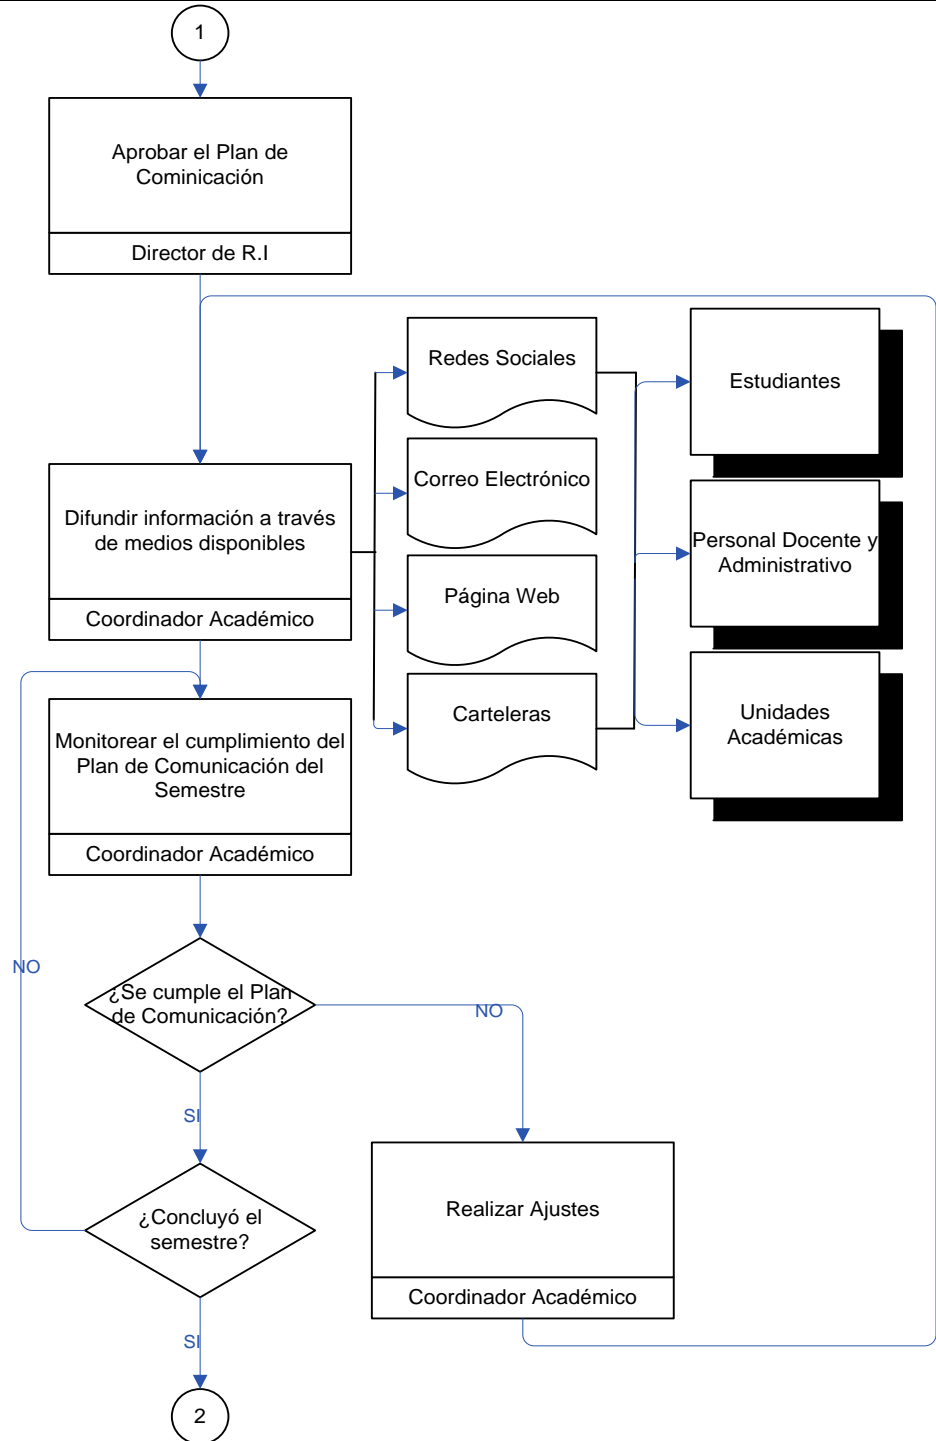 1
Aprobar el Plan de
Cominicación
Director de R.I
Redes Sociales
Estudiantes
Correo Electrónico
Difundir información a través
de medios disponibles
Personal Docente y
Administrativo
Página Web
Coordinador Académico
Carteleras
Unidades
Académicas
Monitorear el cumplimiento del
Plan de Comunicación del
Semestre
Coordinador Académico
NO
¿Se cumple el Plan
de Comunicación?
NO
SI
¿Concluyó el
semestre?
Realizar Ajustes
Coordinador Académico
SI
2